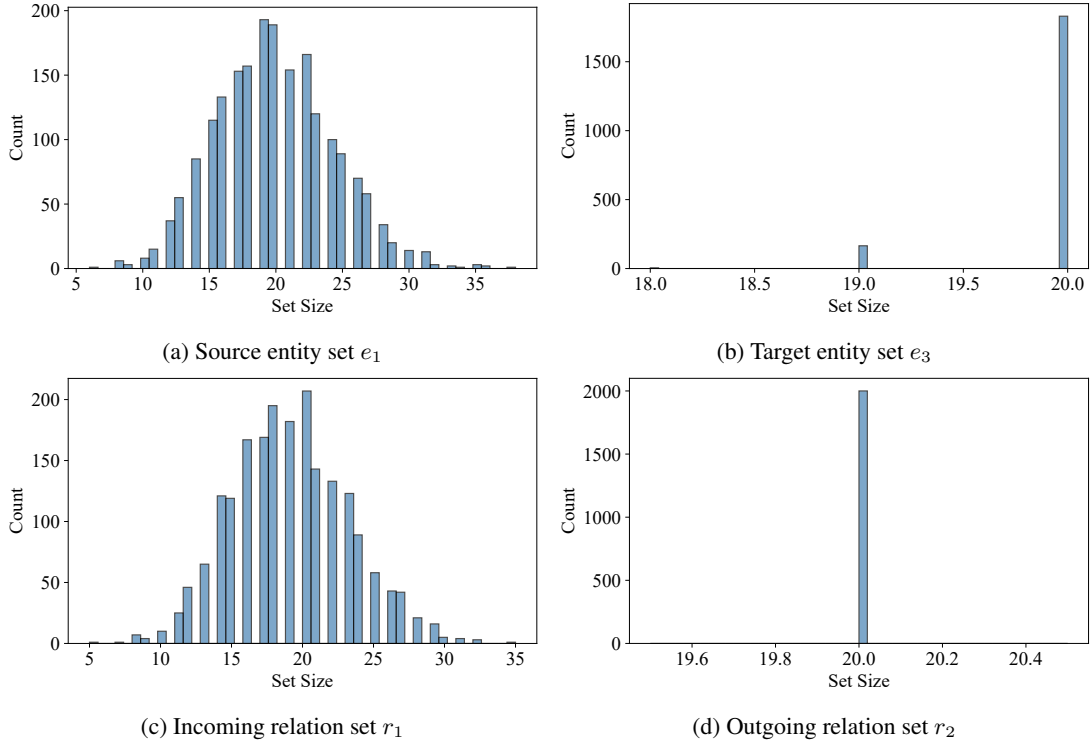 200
150
100
50
0
Count
5 10 15 20 25 30 35
Set Size
(a) Source entity set e₁
1500
1000
500
0
Count
18.0 18.5 19.0 19.5 20.0
Set Size
(b) Target entity set e₃
200
150
100
50
0
Count
5 10 15 20 25 30 35
Set Size
(c) Incoming relation set r₁
2000
1500
1000
500
0
Count
19.6 19.8 20.0 20.2 20.4
Set Size
(d) Outgoing relation set r₂